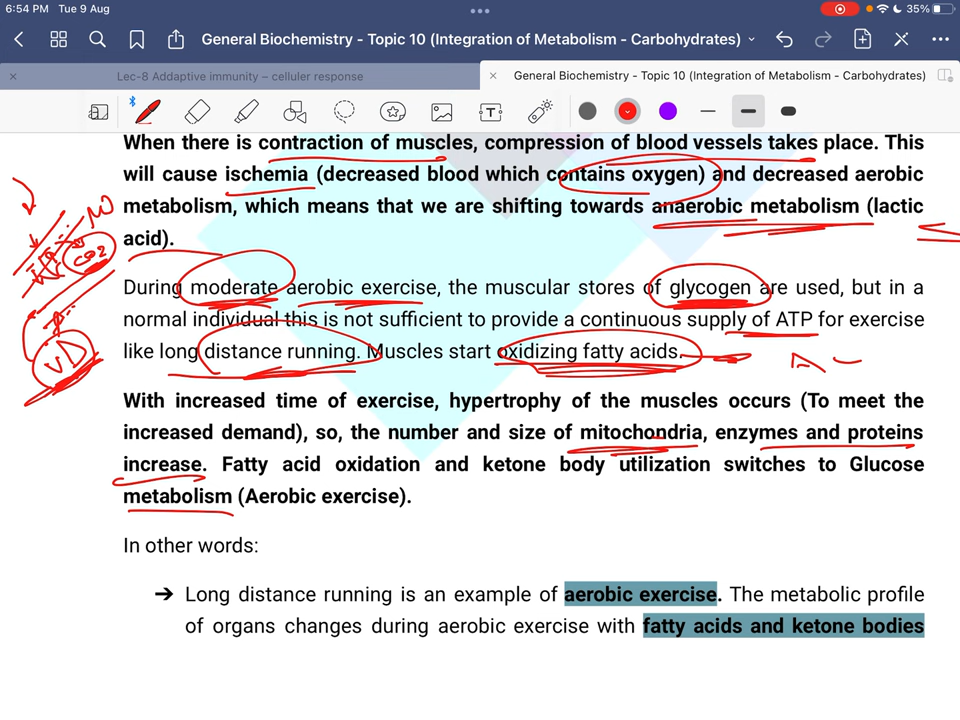 6:54 PM Tue 9 Aug
35%
General Biochemistry - Topic 10 (Integration of Metabolism - Carbohydrates)
Lec-8 Addaptive immunity – celluler response
General Biochemistry - Topic 10 (Integration of Metabolism - Carbohydrates)
When there is contraction of muscles, compression of blood vessels takes place. This
will cause ischemia (decreased blood which contains oxygen) and decreased aerobic
metabolism, which means that we are shifting towards anaerobic metabolism (lactic
acid).
CO2
During moderate aerobic exercise, the muscular stores of glycogen are used, but in a
normal individual this is not sufficient to provide a continuous supply of ATP for exercise
like long distance running. Muscles start oxidizing fatty acids.
VD
With increased time of exercise, hypertrophy of the muscles occurs (To meet the
increased demand), so, the number and size of mitochondria, enzymes and proteins
increase. Fatty acid oxidation and ketone body utilization switches to Glucose
metabolism (Aerobic exercise).
In other words:
➔ Long distance running is an example of aerobic exercise. The metabolic profile
of organs changes during aerobic exercise with fatty acids and ketone bodies